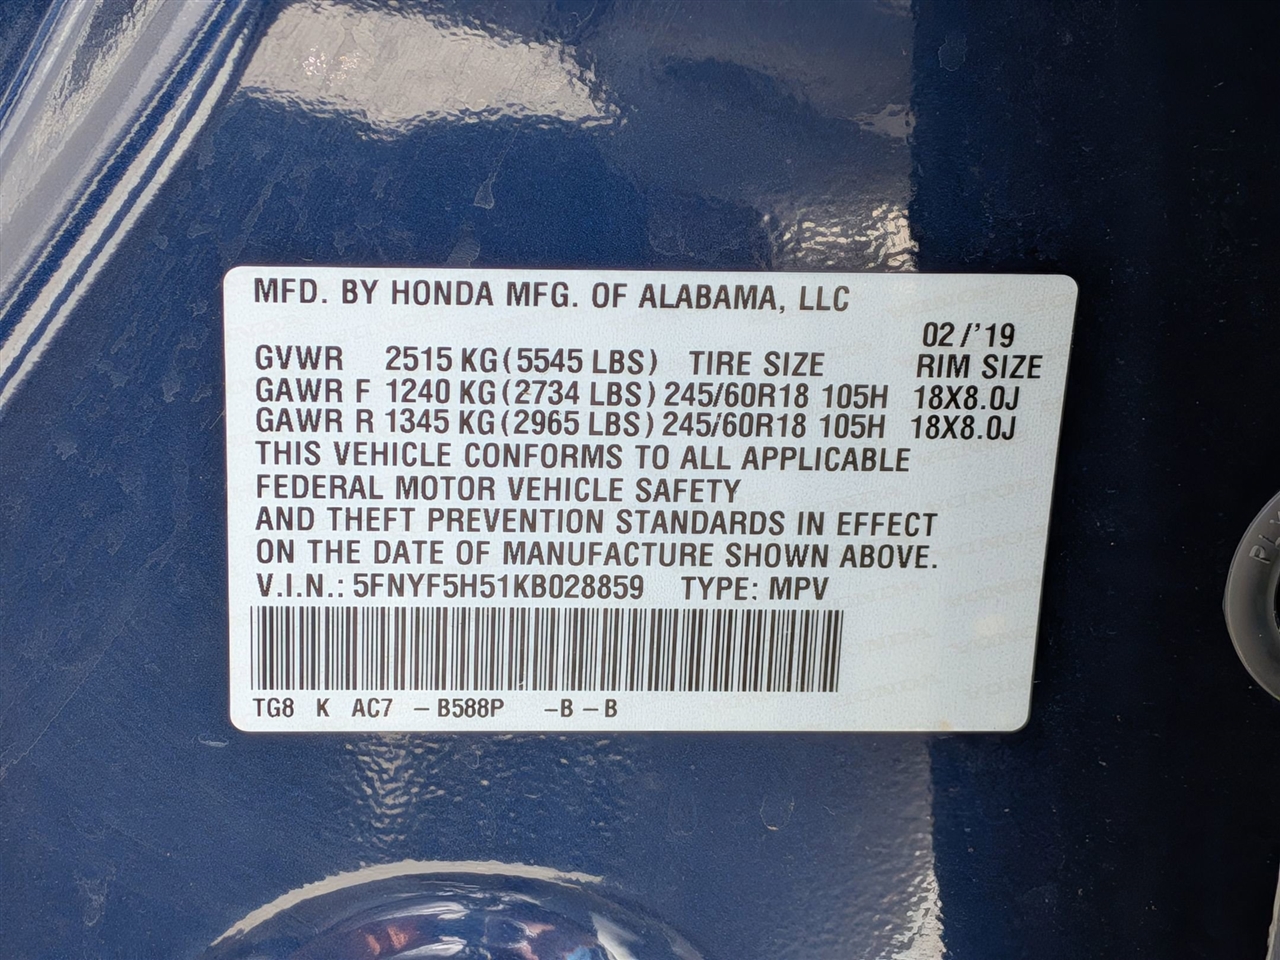 MFD. BY HONDA MFG. OF ALABAMA, LLC
02/'19
GVWR 2515 KG (5545 LBS) TIRE SIZE RIM SIZE
GAWR F 1240 KG (2734 LBS) 245/60R18 105H 18X8.0J
GAWR R 1345 KG (2965 LBS) 245/60R18 105H 18X8.0J
THIS VEHICLE CONFORMS TO ALL APPLICABLE
FEDERAL MOTOR VEHICLE SAFETY
AND THEFT PREVENTION STANDARDS IN EFFECT
ON THE DATE OF MANUFACTURE SHOWN ABOVE.
V.I.N.: 5FNYF5H51KB028859 TYPE: MPV
TG8 K AC7 - B588P - B - B